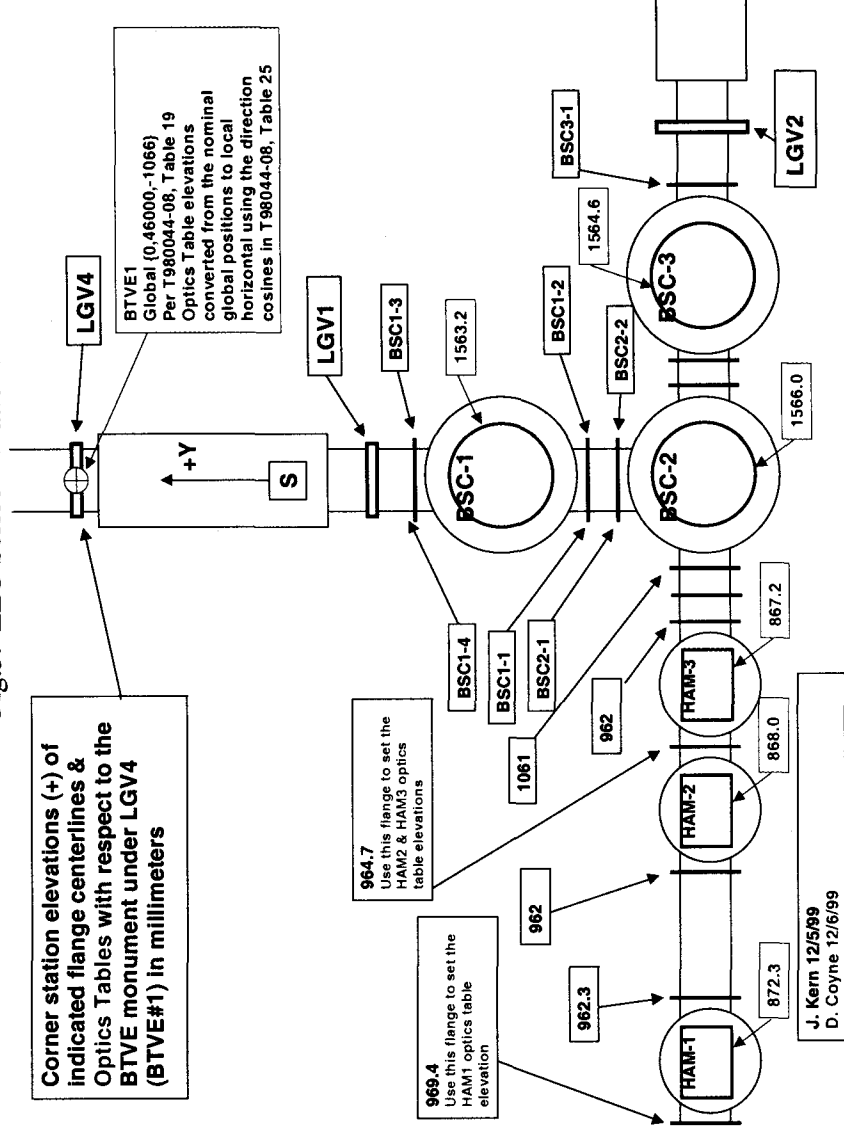 Corner station elevations (+) of
indicated flange centerlines &
Optics Tables with respect to the
BTVE monument under LGV4
(BTVE#1) in millimeters
LGV4
BTVE1
Global {0,46000,-1066}
Per T980044-08, Table 19
Optics Table elevations
converted from the nominal
global positions to local
horizontal using the direction
cosines in T98044-08, Table 25
+Y
S
LGV1
BSC1-3
1563.2
BSC-1
BSC1-4
BSC1-1
BSC2-1
BSC1-2
BSC2-2
BSC3-1
1564.6
BSC-3
LGV2
BSC-2
1566.0
964.7
Use this flange to set the
HAM2 & HAM3 optics
table elevations
1061
962
969.4
Use this flange to set the
HAM1 optics table
elevation
962.3
962
HAM-1
HAM-2
HAM-3
872.3
868.0
867.2
J. Kern 12/5/99
D. Coyne 12/6/99